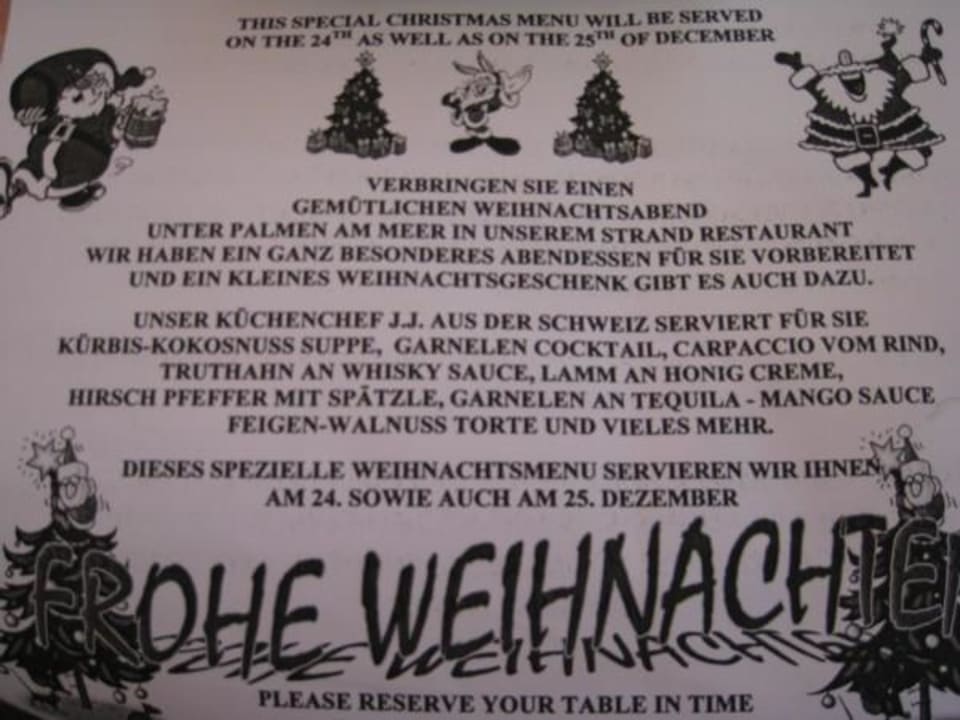 THIS SPECIAL CHRISTMAS MENU WILL BE SERVED
ON THE 24TH AS WELL AS ON THE 25TH OF DECEMBER
VERBRINGEN SIE EINEN
GEMÜTLICHEN WEIHNACHTSABEND
UNTER PALMEN AM MEER IN UNSEREM STRAND RESTAURANT
WIR HABEN EIN GANZ BESONDERES ABENDESSEN FÜR SIE VORBEREITET
UND EIN KLEINES WEIHNACHTSGESCHENK GIBT ES AUCH DAZU.
UNSER KÜCHENCHEF J.J. AUS DER SCHWEIZ SERVIERT FÜR SIE
KÜRBIS-KOKOSNUSS SUPPE, GARNELEN COCKTAIL, CARPACCIO VOM RIND,
TRUTHAHN AN WHISKY SAUCE, LAMM AN HONIG CREME,
HIRSCH PFEFFER MIT SPÄTZLE, GARNELEN AN TEQUILA - MANGO SAUCE
FEIGEN-WALNUSS TORTE UND VIELES MEHR.
DIESES SPEZIELLE WEIHNACHTSMENU SERVIEREN WIR IHNEN
AM 24. SOWIE AUCH AM 25. DEZEMBER
FROHE WEIHNACHTEN
PLEASE RESERVE YOUR TABLE IN TIME